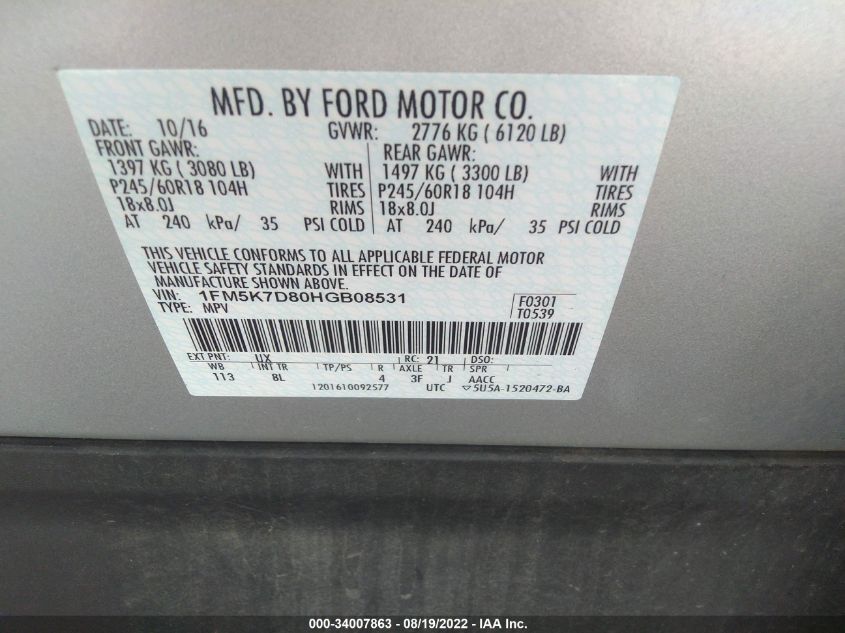 MFD. BY FORD MOTOR CO.
DATE: 10/16 GVWR: 2776 KG ( 6120 LB)
FRONT GAWR: REAR GAWR:
1397 KG ( 3080 LB) WITH 1497 KG ( 3300 LB) WITH
P245/60R18 104H TIRES P245/60R18 104H TIRES
18x8.0J RIMS 18x8.0J RIMS
AT 240 kPa/ 35 PSI COLD AT 240 kPa/ 35 PSI COLD
THIS VEHICLE CONFORMS TO ALL APPLICABLE FEDERAL MOTOR
VEHICLE SAFETY STANDARDS IN EFFECT ON THE DATE OF
MANUFACTURE SHOWN ABOVE.
VIN: 1FM5K7D80HGB08531 F0301
TYPE: MPV T0539
EXT PNT: UX RC: 21 DSO:
WB INT TR TP/PS R AXLE TR SPR
113 8L 4 3F J AACC
1201610092577 UTC ▽5U5A-1520472-BA
000-34007863 - 08/19/2022 - IAA Inc.